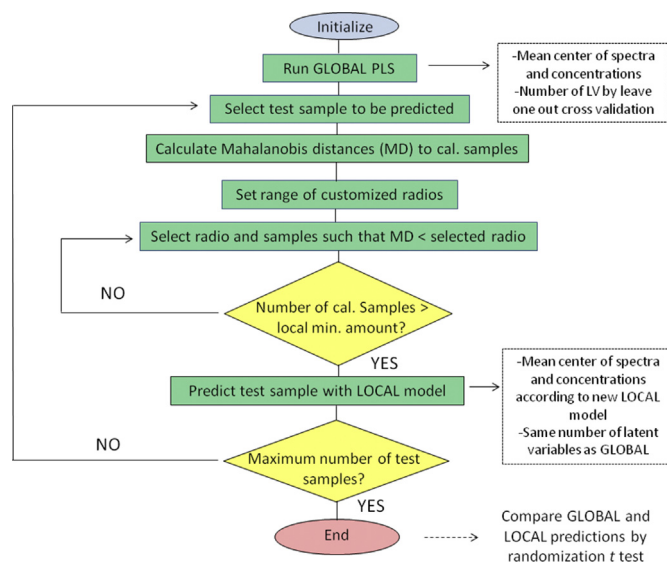 Initialize
Run GLOBAL PLS
-Mean center of spectra
and concentrations
-Number of LV by leave
one out cross validation
Select test sample to be predicted
Calculate Mahalanobis distances (MD) to cal. samples
Set range of customized radios
Select radio and samples such that MD < selected radio
NO
Number of cal. Samples >
local min. amount?
YES
Predict test sample with LOCAL model
-Mean center of spectra
and concentrations
according to new LOCAL
model
-Same number of latent
variables as GLOBAL
NO
Maximum number of test
samples?
YES
End
Compare GLOBAL and
LOCAL predictions by
randomization t test